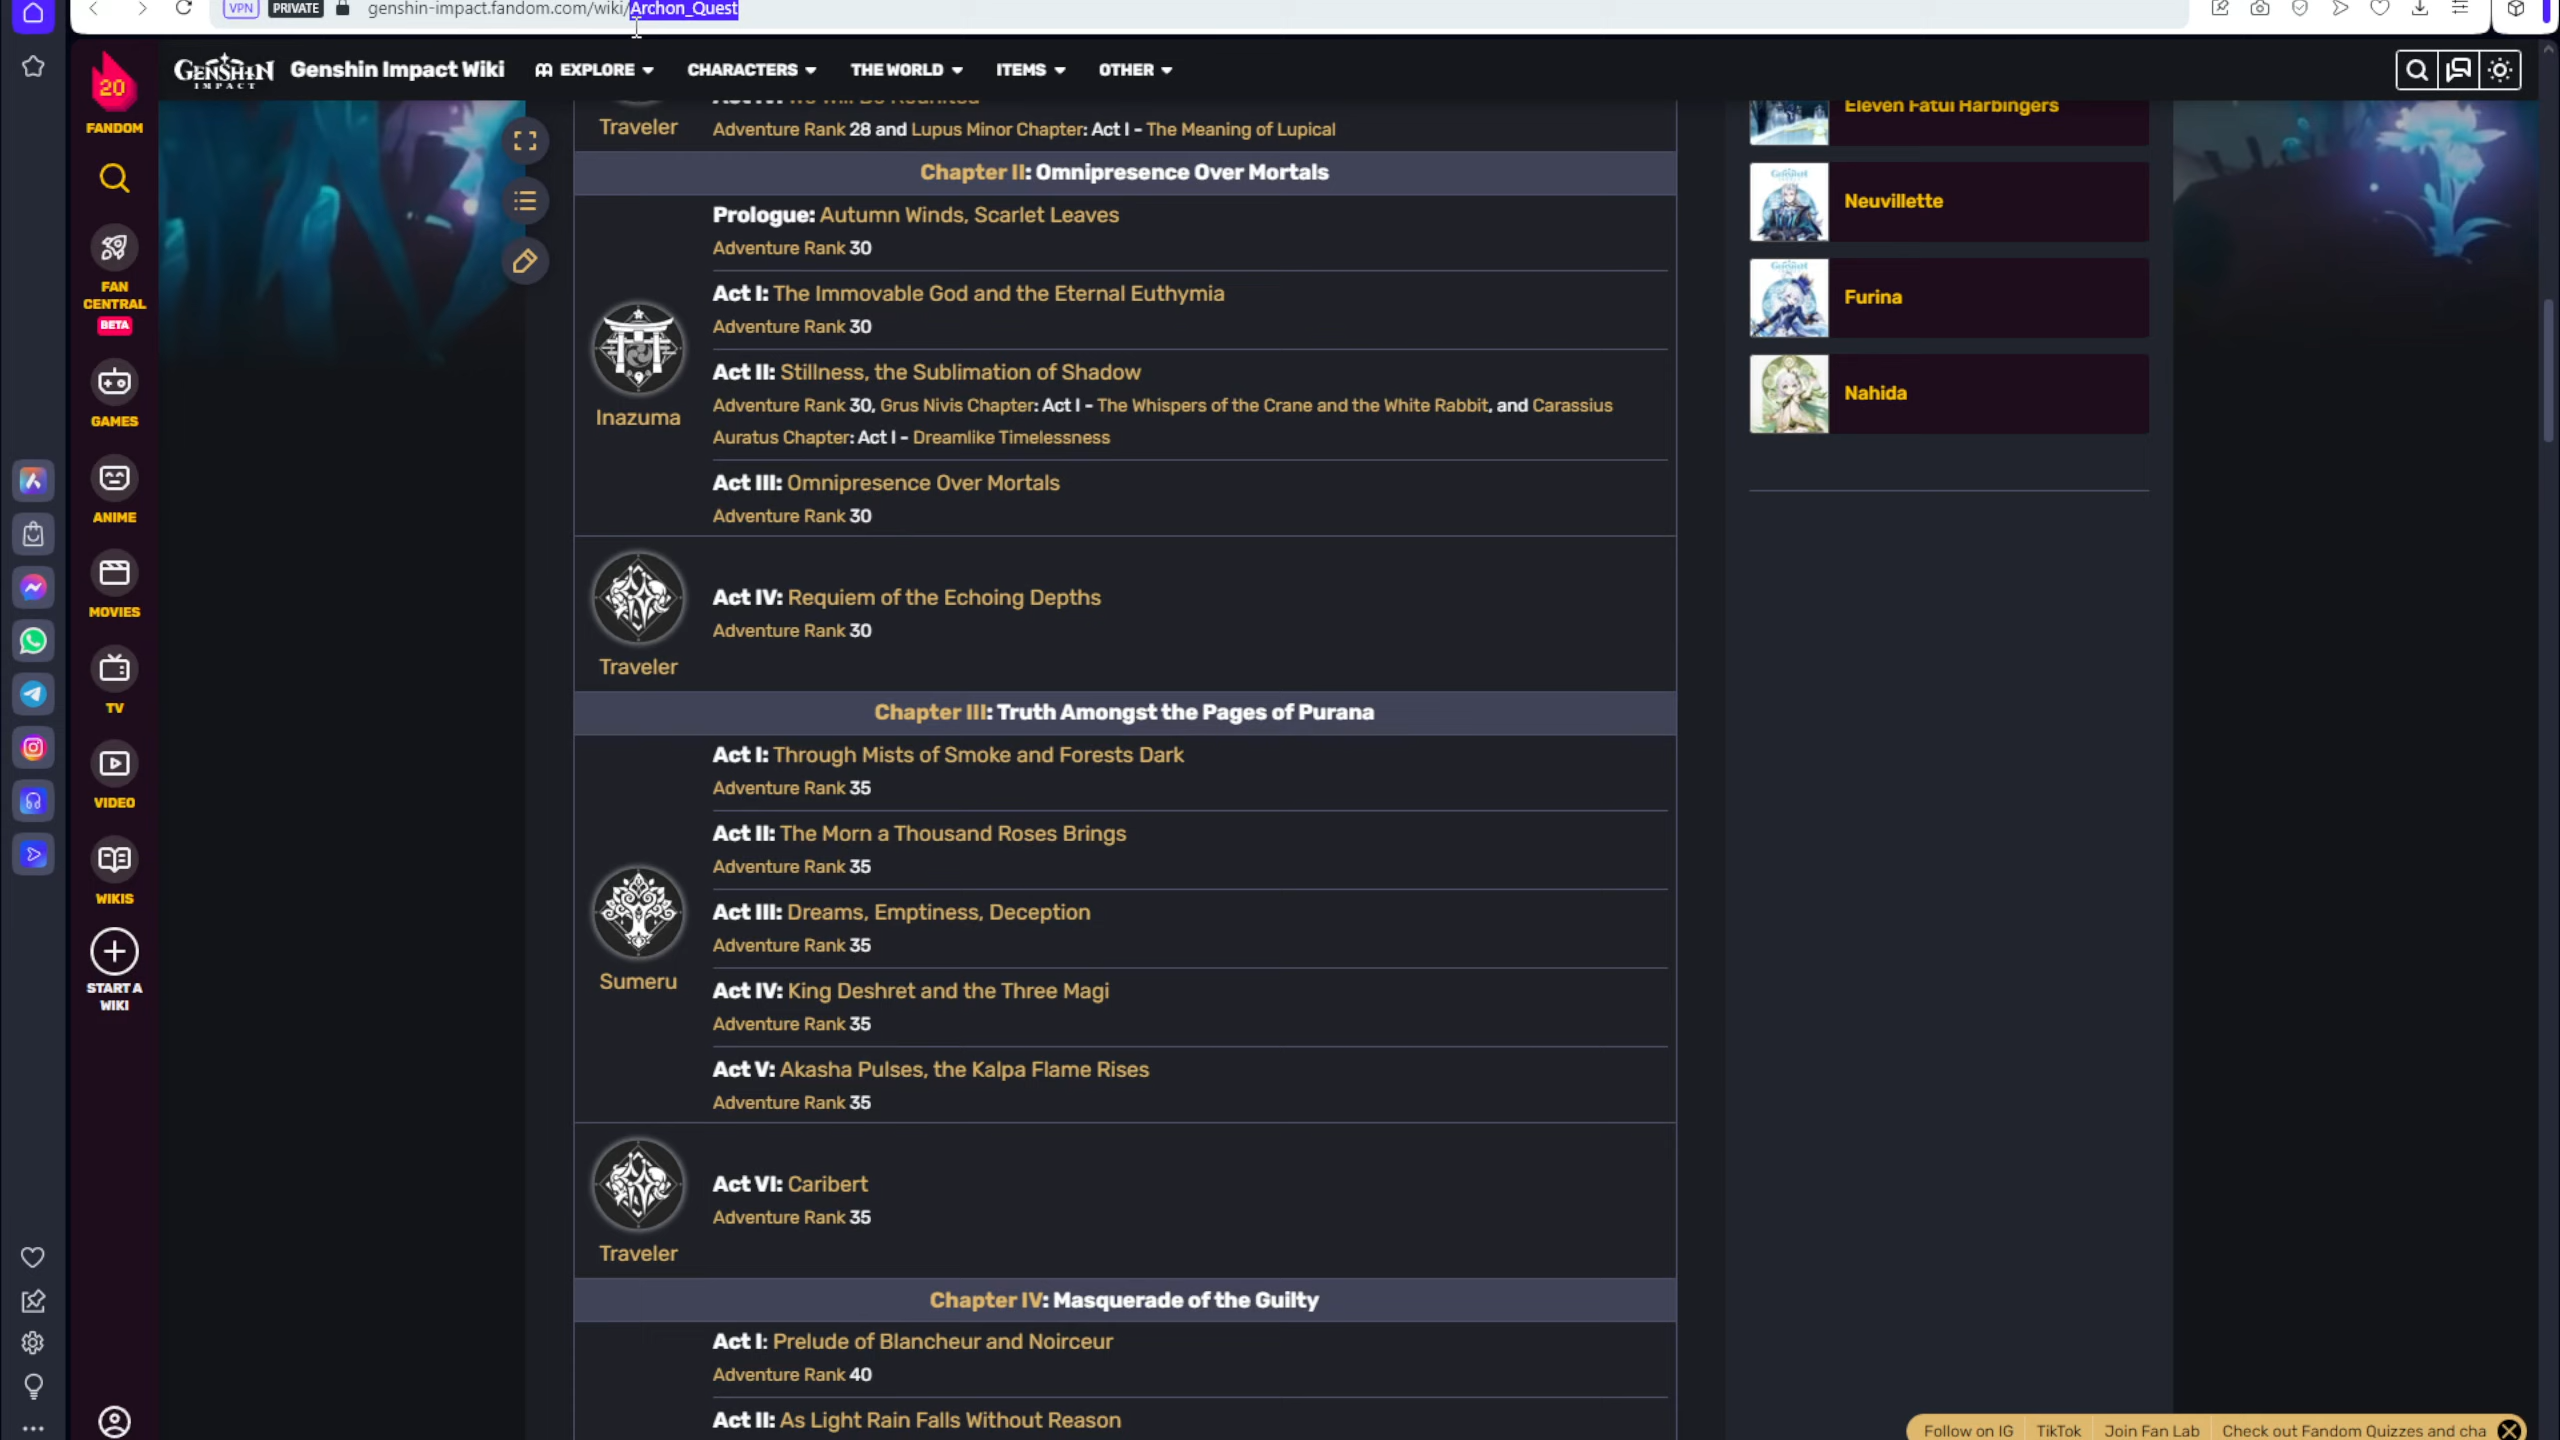 VPN PRIVATE genshin-impact.fandom.com/wiki/Archon_Quest
GENSHIN IMPACT Genshin Impact Wiki EXPLORE CHARACTERS THE WORLD ITEMS OTHER
20
FANDOM
FAN
CENTRAL
BETA
GAMES
ANIME
MOVIES
TV
VIDEO
WIKIS
START A
WIKI
Traveler
Adventure Rank 28 and Lupus Minor Chapter: Act I - The Meaning of Lupical
Chapter II: Omnipresence Over Mortals
Inazuma
Prologue: Autumn Winds, Scarlet Leaves
Adventure Rank 30
Act I: The Immovable God and the Eternal Euthymia
Adventure Rank 30
Act II: Stillness, the Sublimation of Shadow
Adventure Rank 30, Grus Nivis Chapter: Act I - The Whispers of the Crane and the White Rabbit, and Carassius
Auratus Chapter: Act I - Dreamlike Timelessness
Act III: Omnipresence Over Mortals
Adventure Rank 30
Traveler
Act IV: Requiem of the Echoing Depths
Adventure Rank 30
Chapter III: Truth Amongst the Pages of Purana
Sumeru
Act I: Through Mists of Smoke and Forests Dark
Adventure Rank 35
Act II: The Morn a Thousand Roses Brings
Adventure Rank 35
Act III: Dreams, Emptiness, Deception
Adventure Rank 35
Act IV: King Deshret and the Three Magi
Adventure Rank 35
Act V: Akasha Pulses, the Kalpa Flame Rises
Adventure Rank 35
Traveler
Act VI: Caribert
Adventure Rank 35
Chapter IV: Masquerade of the Guilty
Act I: Prelude of Blancheur and Noirceur
Adventure Rank 40
Act II: As Light Rain Falls Without Reason
Eleven Fatui Harbingers
Neuvillette
Furina
Nahida
Follow on IG TikTok Join Fan Lab Check out Fandom Quizzes and cha